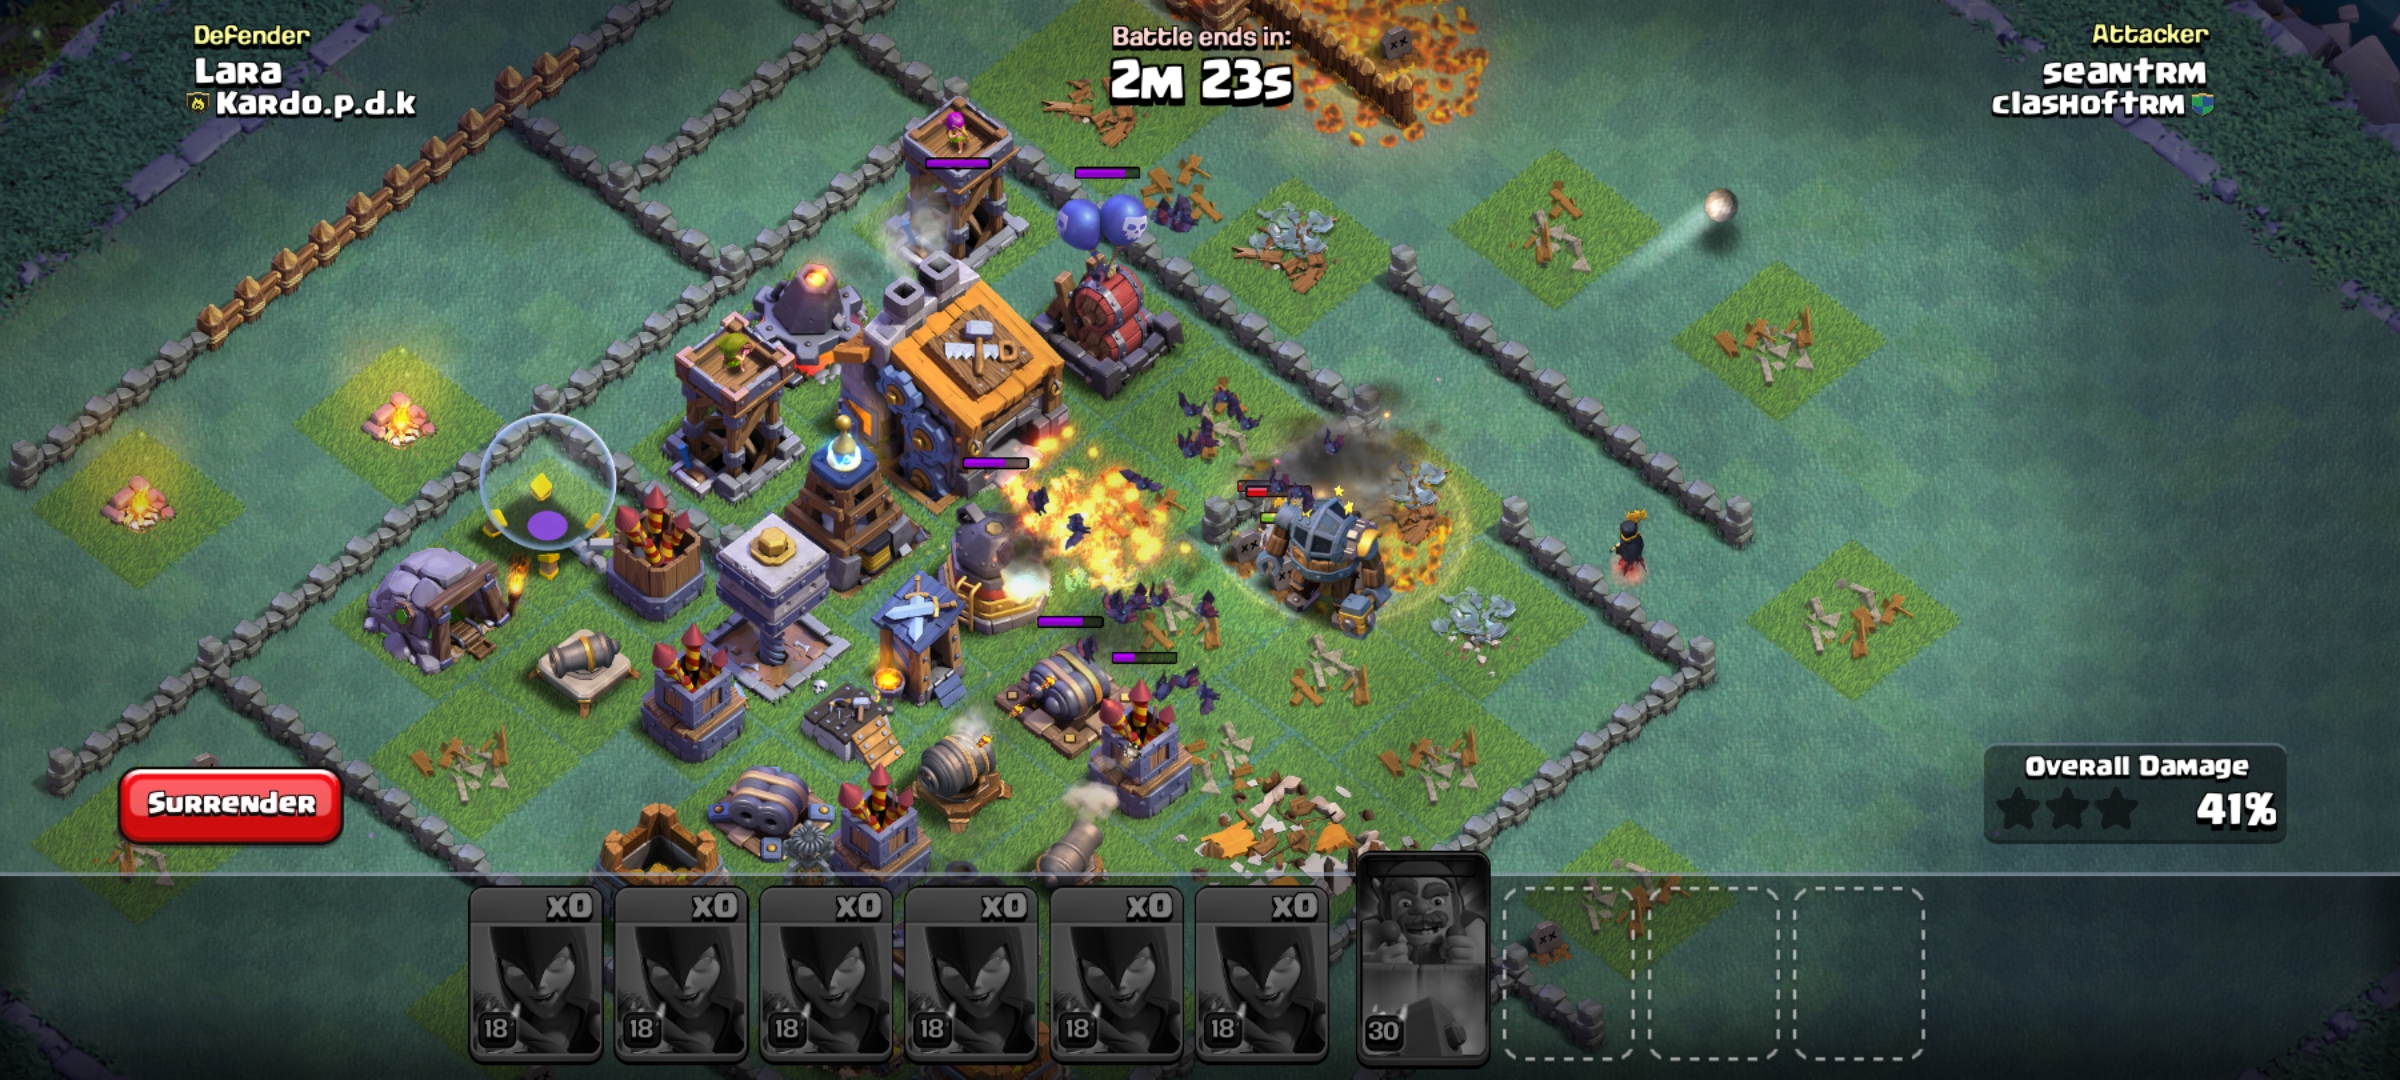 Defender
Lara
Kardo.p.d.k
Battle ends in:
2M 23s
Attacker
seantRM
clashoftRM
Surrender
Overall Damage
41%
x0
x0
x0
x0
x0
x0
18
18
18
18
18
18
30